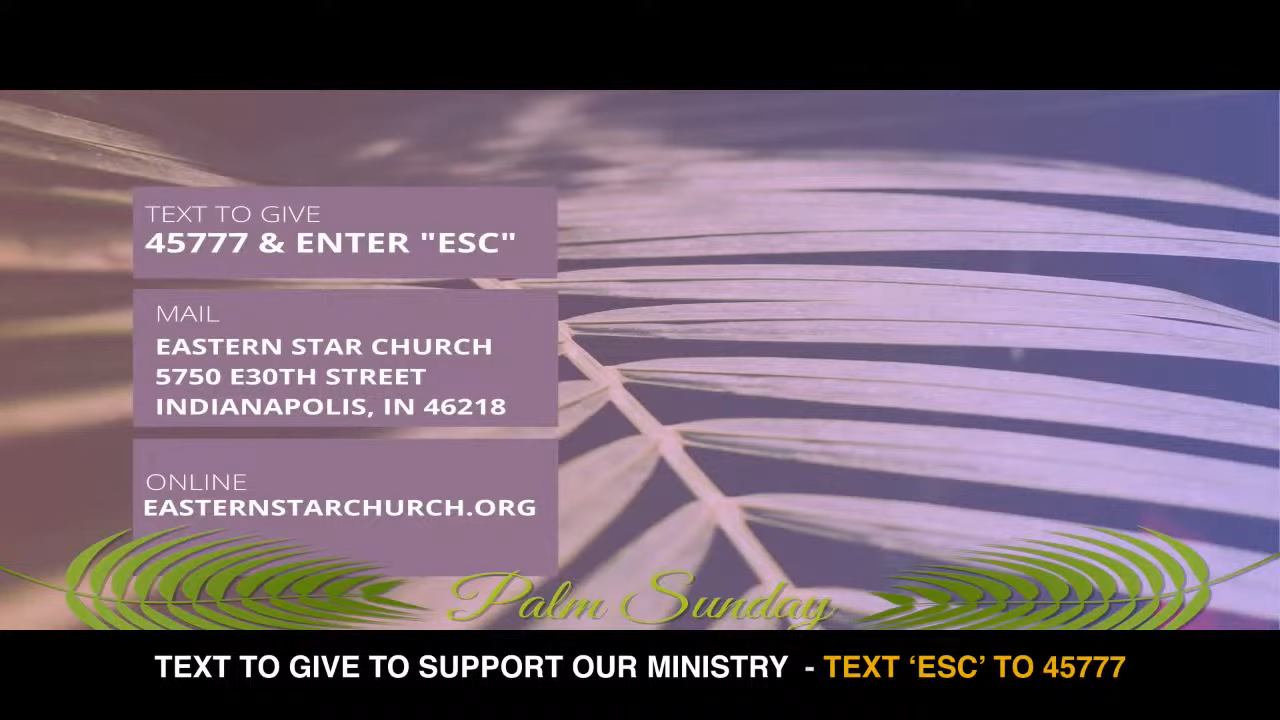 TEXT TO GIVE
45777 & ENTER "ESC"
MAIL
EASTERN STAR CHURCH
5750 E30TH STREET
INDIANAPOLIS, IN 46218
ONLINE
EASTERNSTARCHURCH.ORG
Palm Sunday
TEXT TO GIVE TO SUPPORT OUR MINISTRY - TEXT ‘ESC’ TO 45777